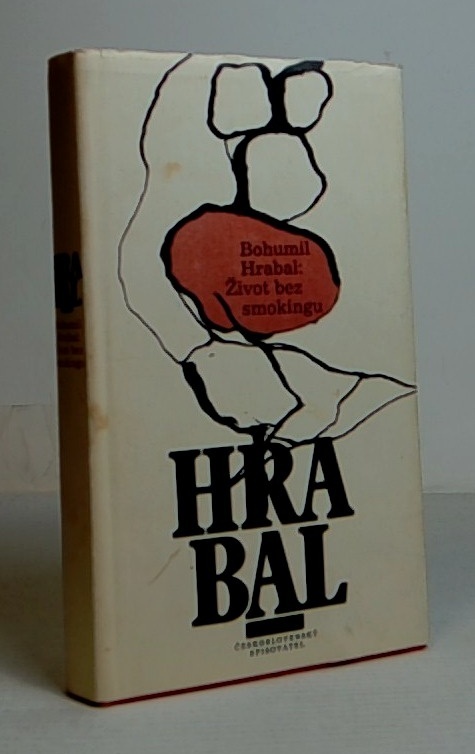 Bohumil
Hrabal:
Život bez
smokingu
HRA
BAL
ČESKOSLOVENSKÝ
SPISOVATEL